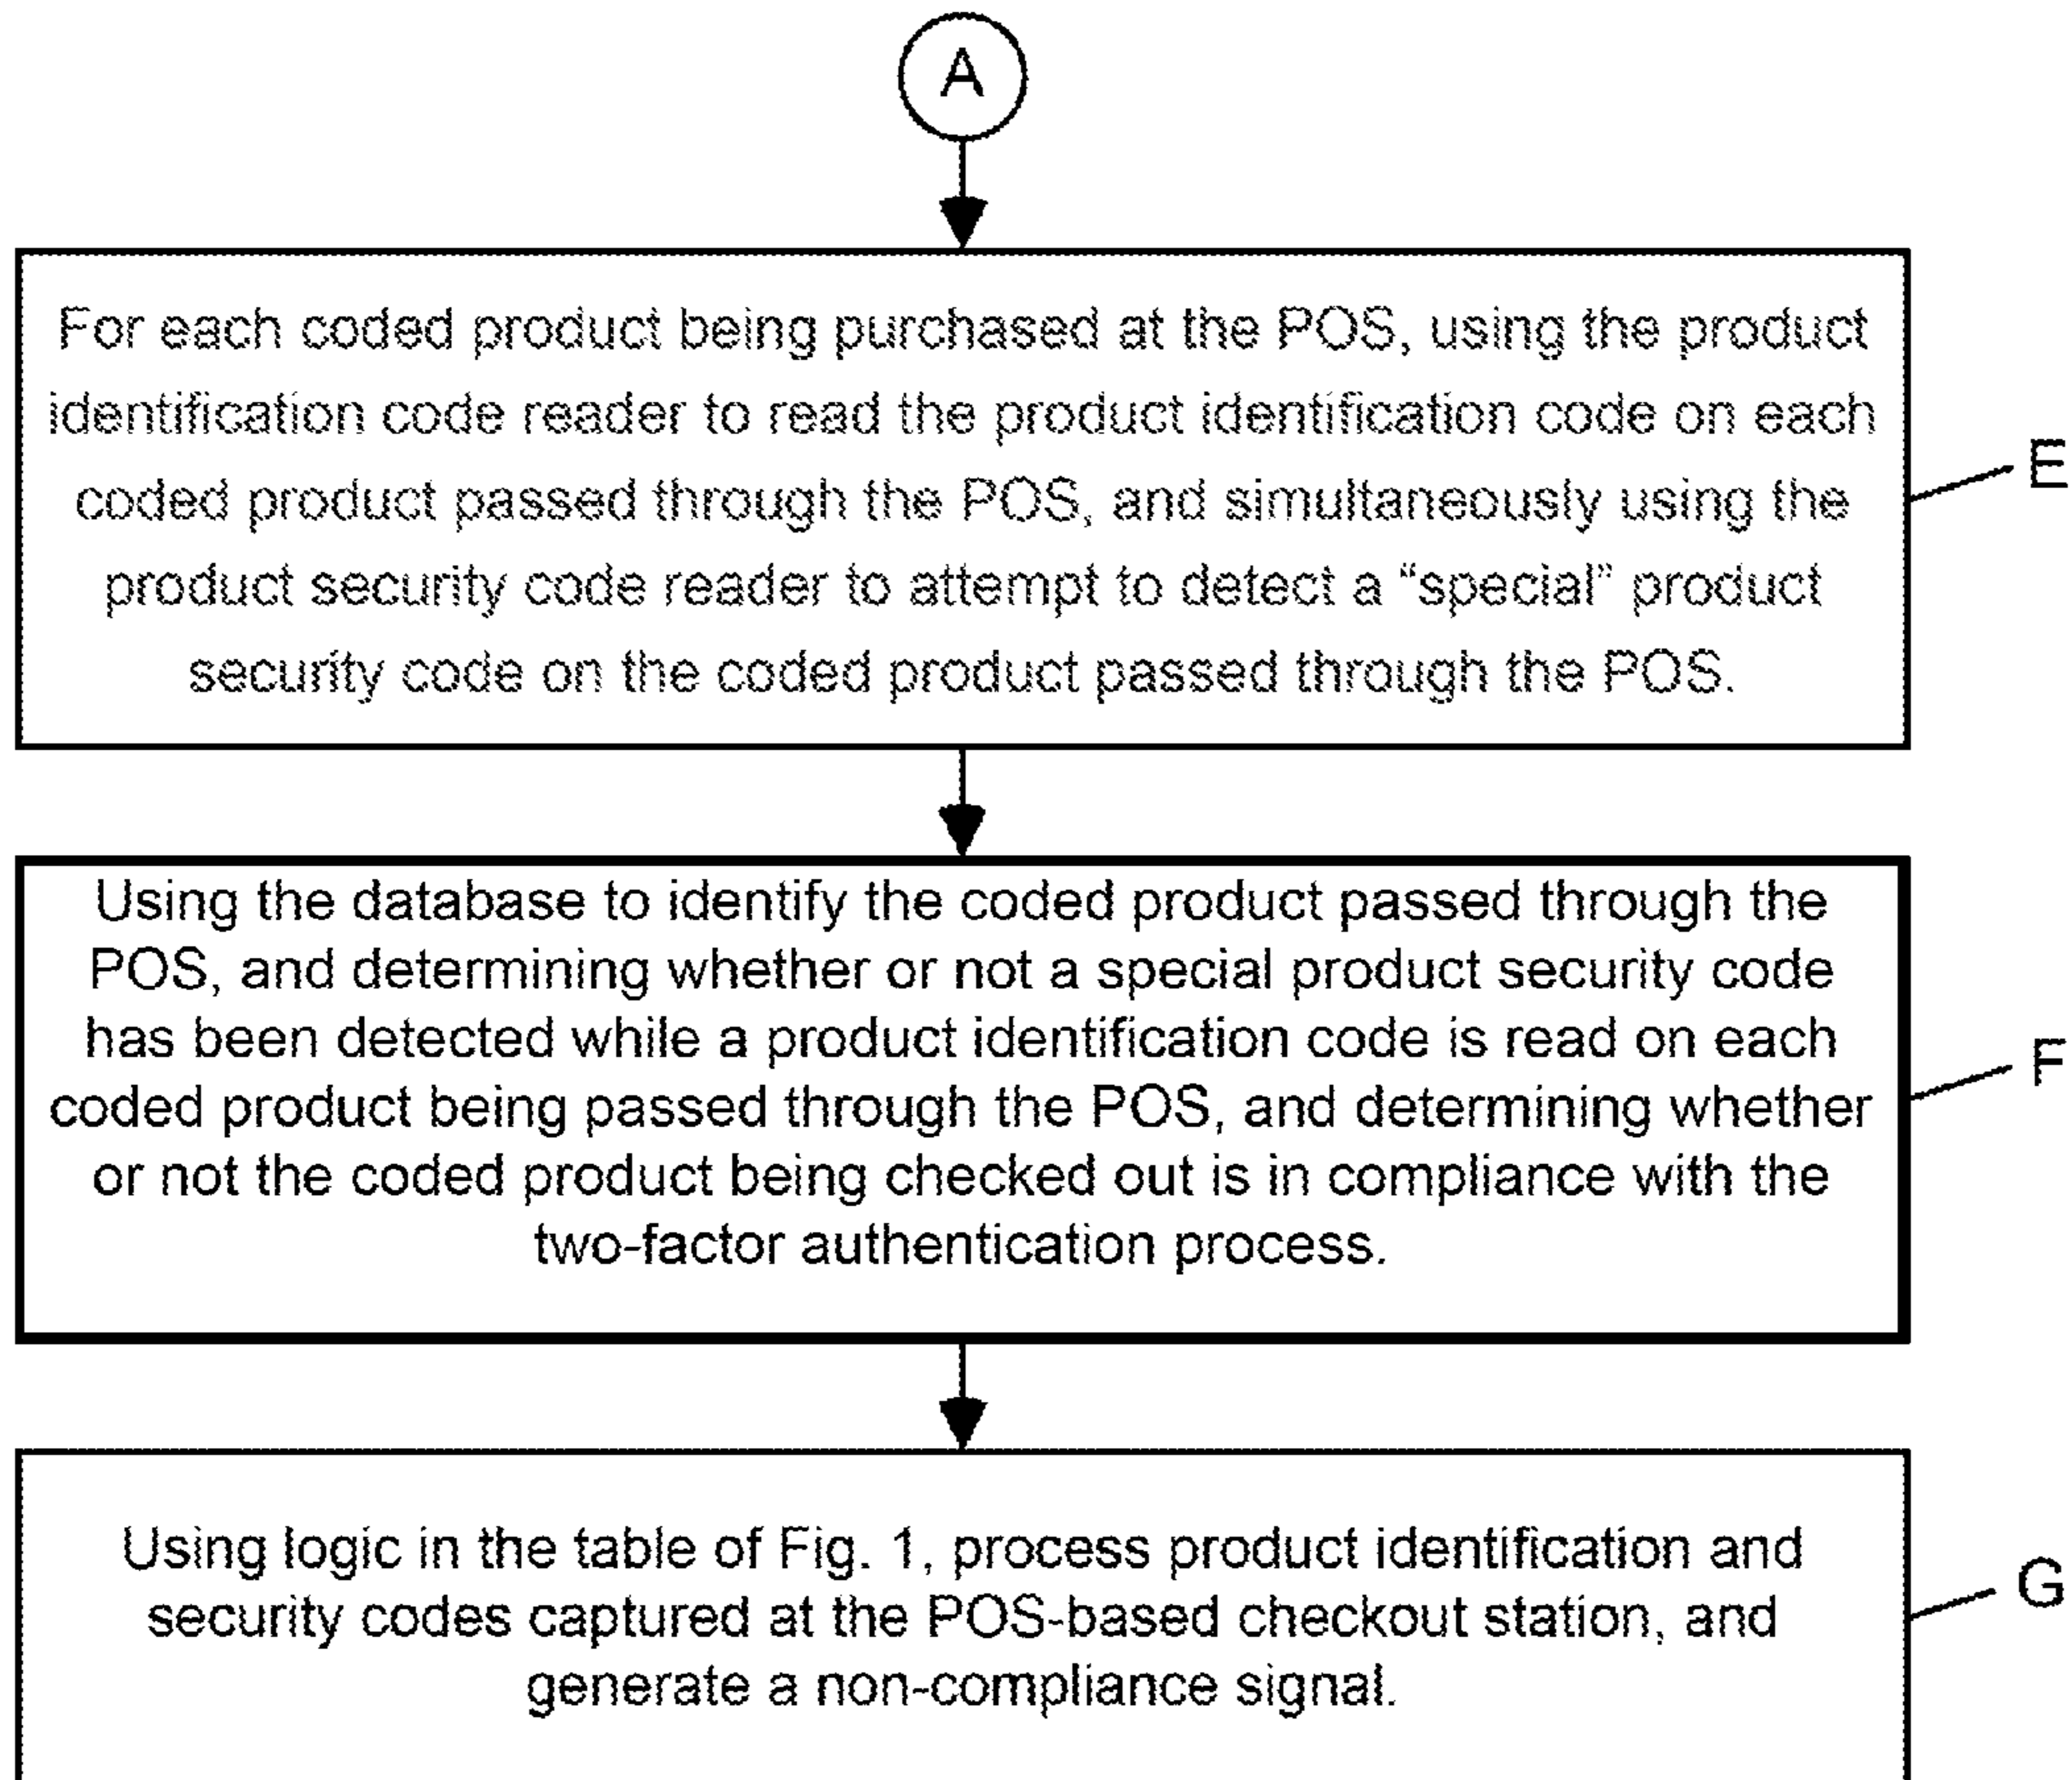 A
For each coded product being purchased at the POS, using the product
identification code reader to read the product identification code on each
coded product passed through the POS, and simultaneously using the
product security code reader to attempt to detect a “special” product
security code on the coded product passed through the POS.
E
Using the database to identify the coded product passed through the
POS, and determining whether or not a special product security code
has been detected while a product identification code is read on each
coded product being passed through the POS, and determining whether
or not the coded product being checked out is in compliance with the
two-factor authentication process.
F
Using logic in the table of Fig. 1, process product identification and
security codes captured at the POS-based checkout station, and
generate a non-compliance signal.
G